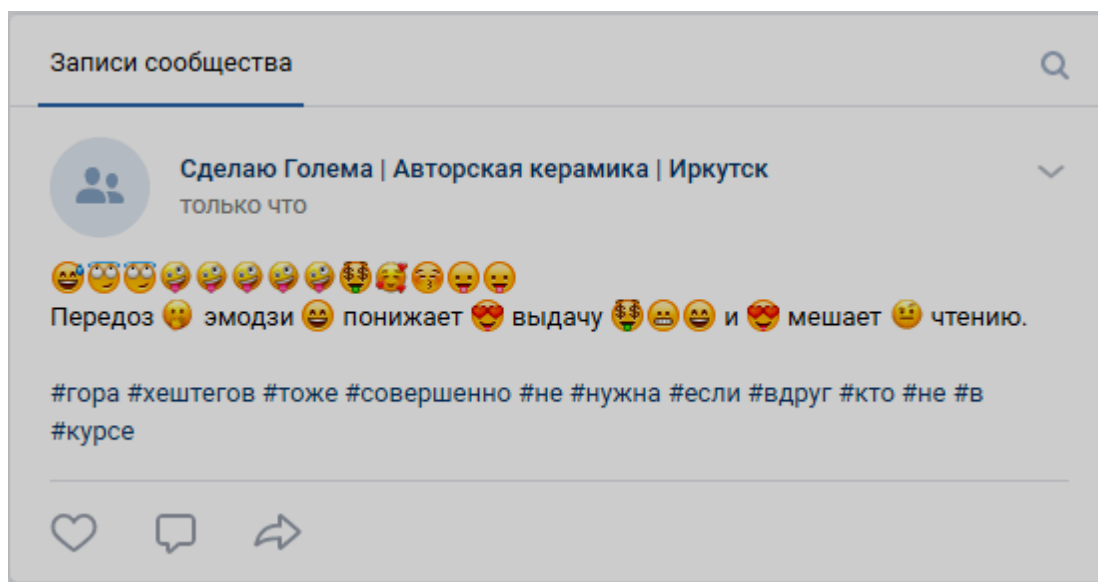 Записи сообщества
Сделаю Голема | Авторская керамика | Иркутск
только что
😅🙄🙄🤪🤪🤪🤪🤪🤑🥰😚😛😛
Передоз 🤫 эмодзи 😄 понижает 😍 выдачу 🤑😬😄 и 😍 мешает 🤨 чтению.
#гора #хештегов #тоже #совершенно #не #нужна #если #вдруг #кто #не #в
#курсе